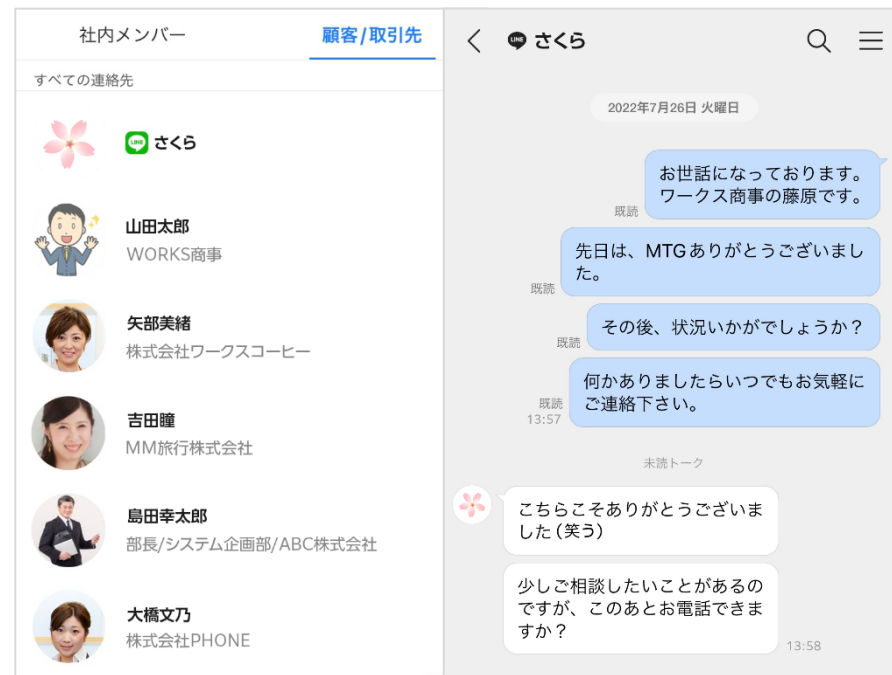 社内メンバー
顧客/取引先
すべての連絡先
LINE さくら
山田太郎
WORKS商事
矢部美緒
株式会社ワークスコーヒー
吉田瞳
MM旅行株式会社
島田幸太郎
部長/システム企画部/ABC株式会社
大橋文乃
株式会社PHONE
LINE さくら
2022年7月26日 火曜日
お世話になっております。
ワークス商事の藤原です。
既読
先日は、MTGありがとうございまし
た。
既読
その後、状況いかがでしょうか？
既読
何かありましたらいつでもお気軽に
ご連絡下さい。
既読
13:57
未読トーク
こちらこそありがとうございま
した(笑う)
少しご相談したいことがあるの
ですが、このあとお電話できま
すか？
13:58